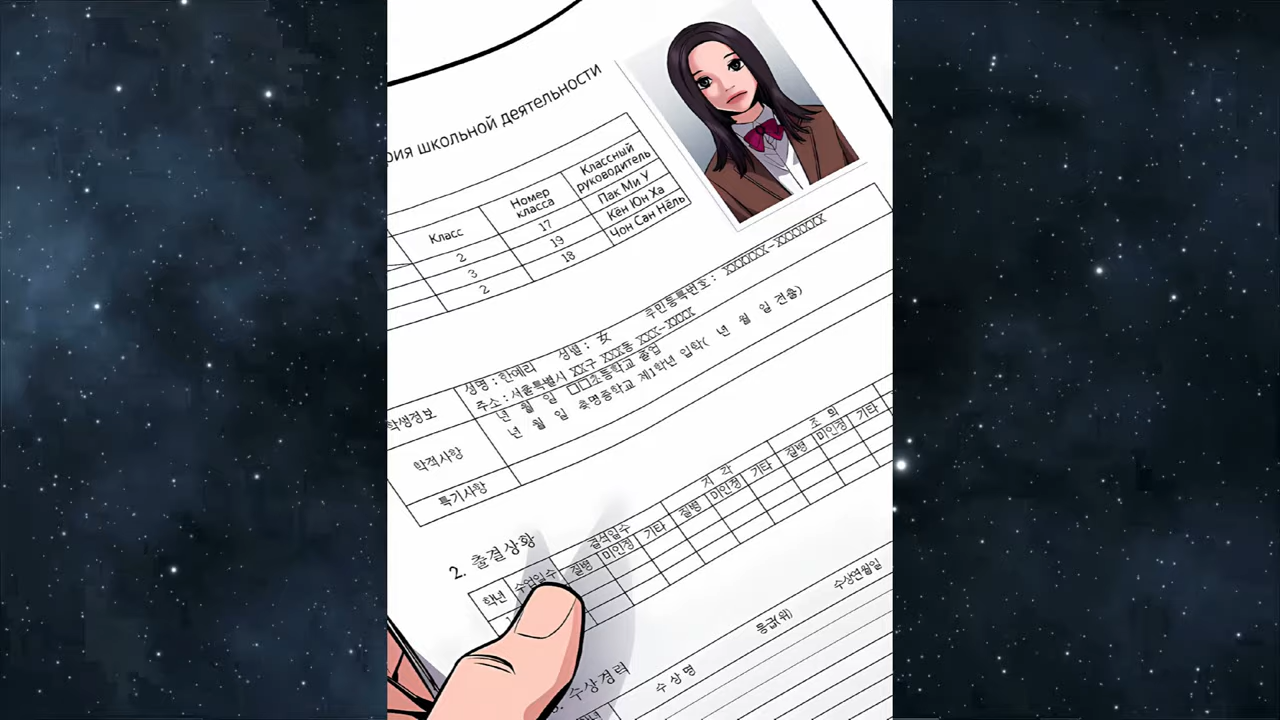 рия школьной деятельности
Класс Номер класса Классный руководитель
2 17 Пак Ми У
3 19 Кён Юн Ха
2 18 Чон Сан Нёль
학생정보
성명 : 한예리 성별 : 女 주민등록번호 : XXXXXX-XXXXXXX
주소 : 서울특별시 XX구 XXX동 XXX-XXXX
학적사항
년 월 일 □□초등학교 졸업
년 월 일 축명중학교 제1학년 입학( 년 월 일 전출)
특기사항
2. 출결상황
학년 수업일수 결석일수 지 각 조 퇴
질병 미인정 기타 질병 미인정 기타 질병 미인정 기타
수상경력
수 상 명 등급(위) 수상연월일